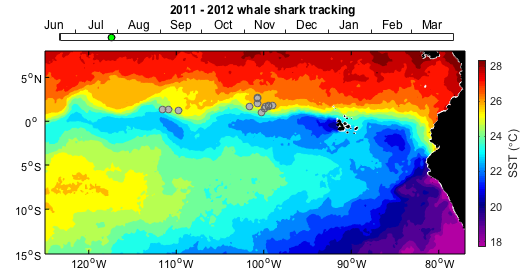 2011 - 2012 whale shark tracking
Jun Jul Aug Sep Oct Nov Dec Jan Feb Mar
5°N
0°
5°S
10°S
15°S
120°W 110°W 100°W 90°W 80°W
28
26
24
22
20
18
SST (°C)